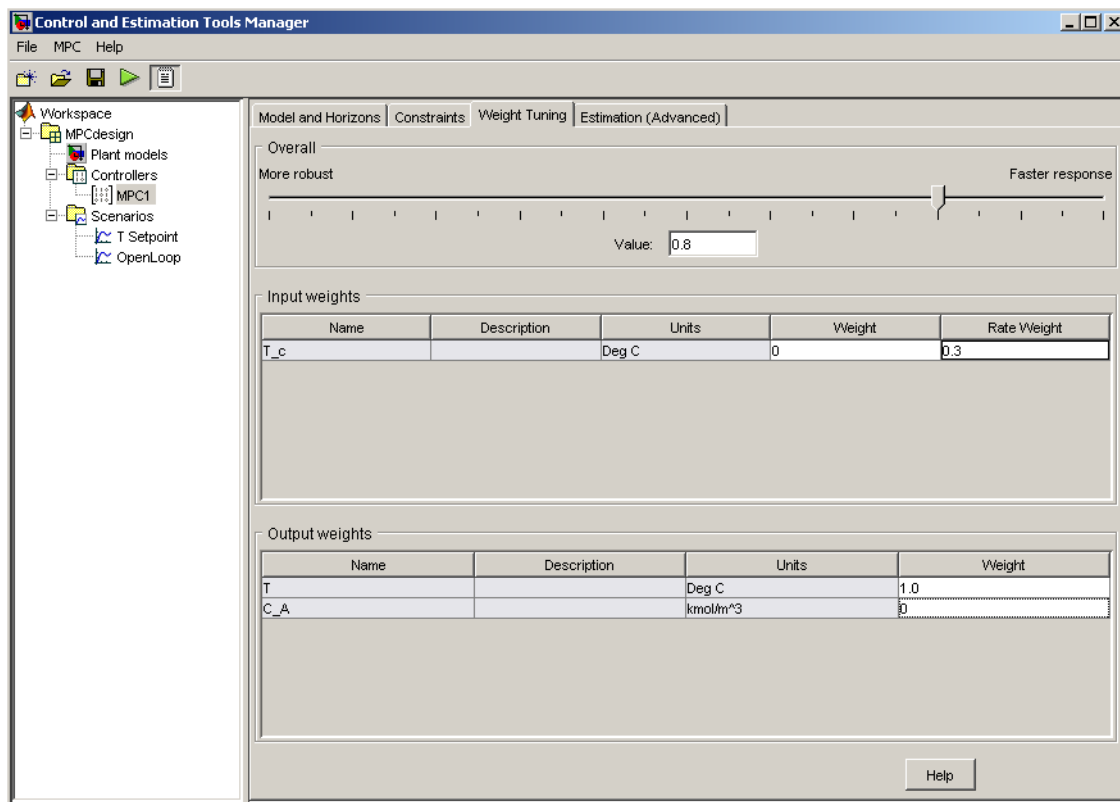 Control and Estimation Tools Manager
File MPC Help
Workspace
MPCdesign
Plant models
Controllers
MPC1
Scenarios
T Setpoint
OpenLoop
Model and Horizons Constraints Weight Tuning Estimation (Advanced)
Overall
More robust Faster response
Value: 0.8
Input weights
Name Description Units Weight Rate Weight
T_c Deg C 0 0.3
Output weights
Name Description Units Weight
T Deg C 1.0
C_A kmol/m^3 0
Help